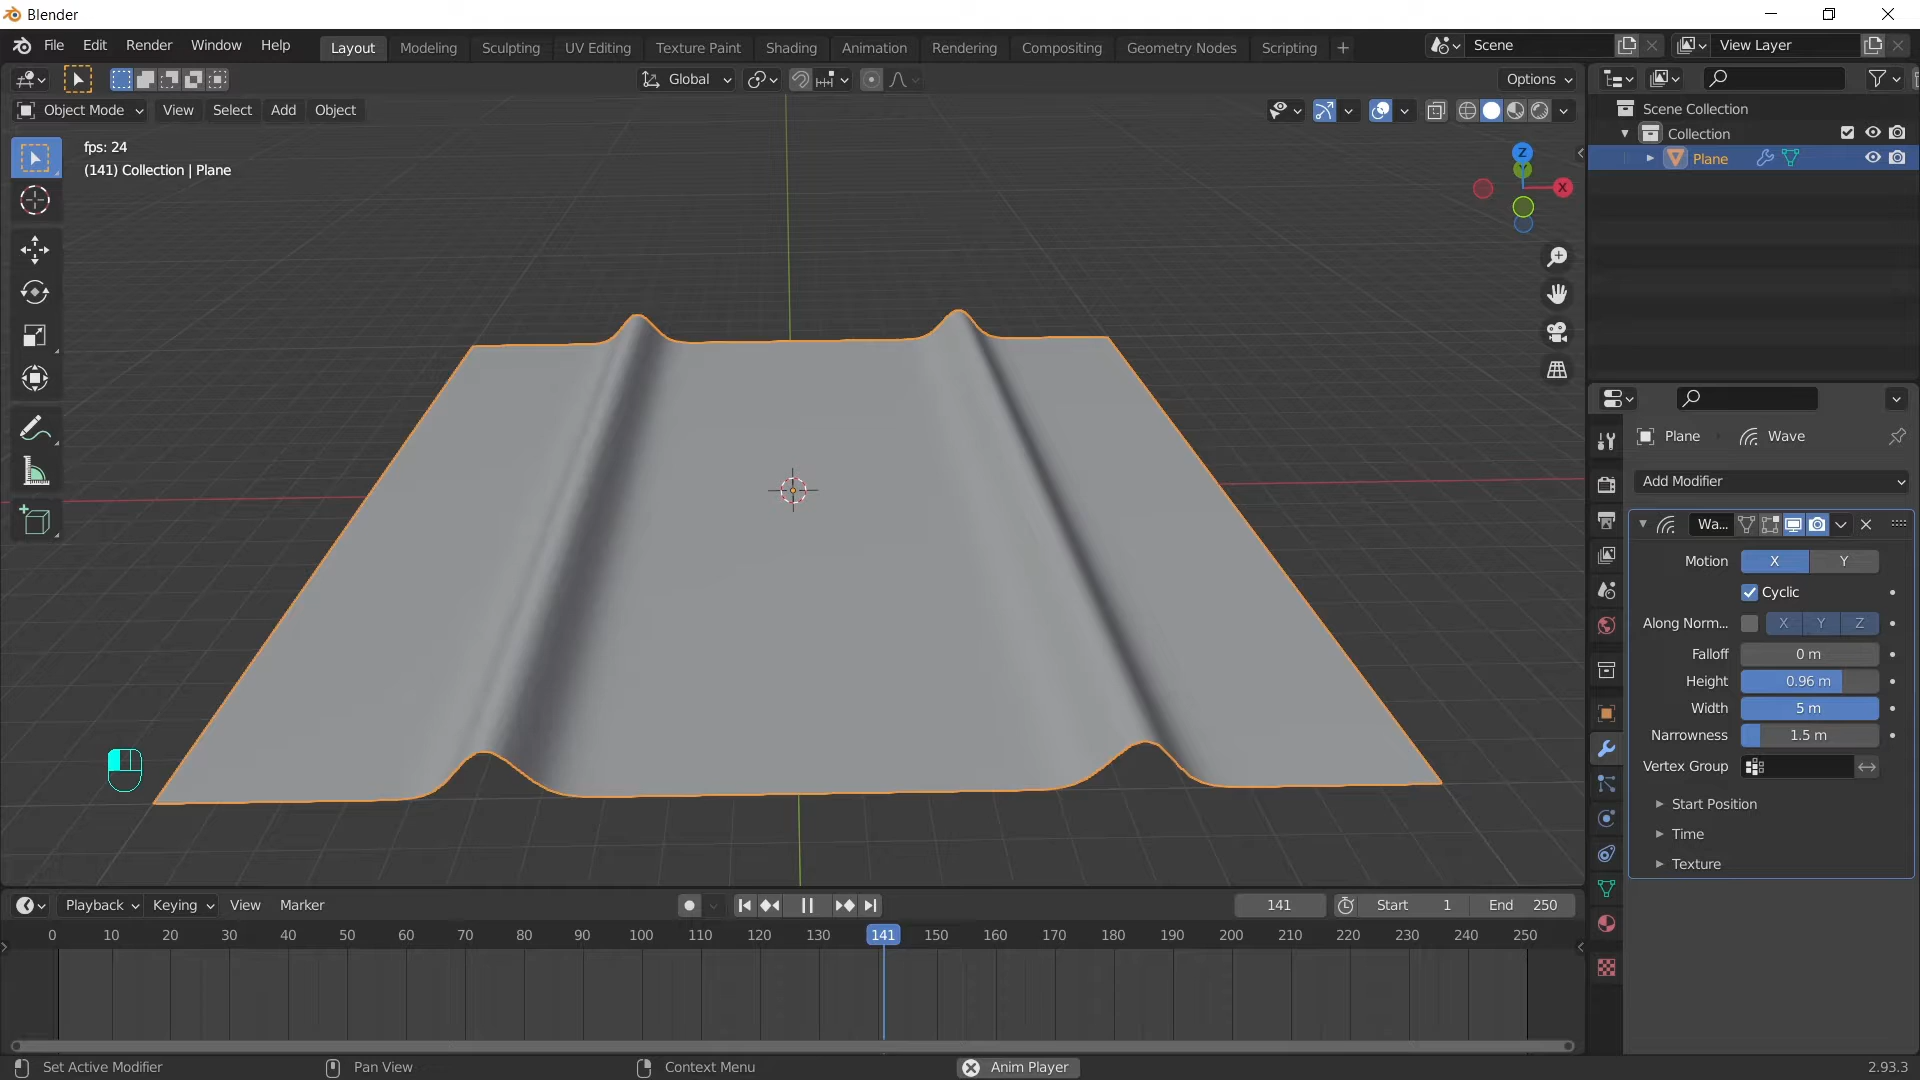 Blender
File Edit Render Window Help Layout Modeling Sculpting UV Editing Texture Paint Shading Animation Rendering Compositing Geometry Nodes Scripting + Scene View Layer
Global Options
Object Mode View Select Add Object
Scene Collection
Collection
Plane
fps: 24
(141) Collection | Plane
Z
Y
X
Plane Wave
Add Modifier
Wa...
Motion X Y
Cyclic
Along Norm... X Y Z
Falloff 0 m
Height 0.96 m
Width 5 m
Narrowness 1.5 m
Vertex Group
Start Position
Time
Texture
Playback Keying View Marker 141 Start 1 End 250
0 10 20 30 40 50 60 70 80 90 100 110 120 130 141 150 160 170 180 190 200 210 220 230 240 250
Set Active Modifier Pan View Context Menu Anim Player 2.93.3